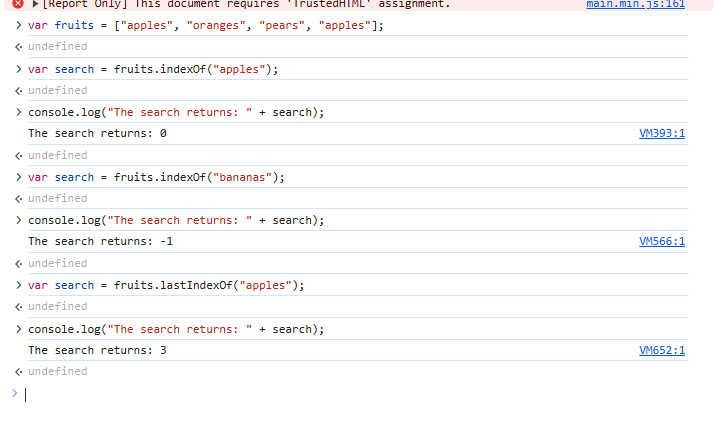 [Report Only] This document requires 'TrustedHTML' assignment. main.min.js:161
> var fruits = ["apples", "oranges", "pears", "apples"];
undefined
> var search = fruits.indexOf("apples");
undefined
> console.log("The search returns: " + search);
The search returns: 0 VM393:1
undefined
> var search = fruits.indexOf("bananas");
undefined
> console.log("The search returns: " + search);
The search returns: -1 VM566:1
undefined
> var search = fruits.lastIndexOf("apples");
undefined
> console.log("The search returns: " + search);
The search returns: 3 VM652:1
undefined
>